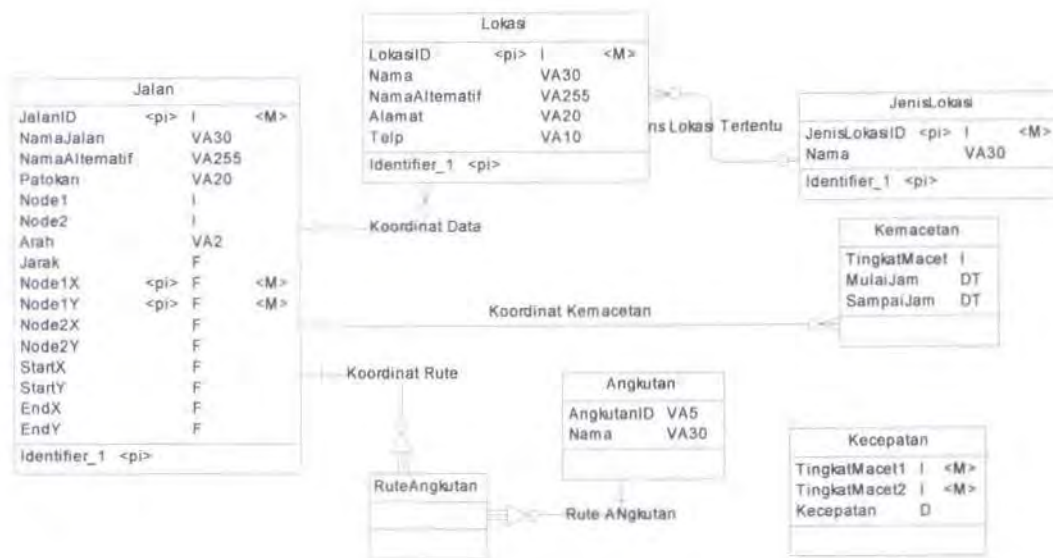 Lokasi
LokasiID <pi> I <M>
Nama VA30
NamaAlternatif VA255
Alamat VA20
Telp VA10
Identifier_1 <pi>
Jalan
JalanID <pi> I <M>
NamaJalan VA30
NamaAlternatif VA255
Patokan VA20
Node1 I
Node2 I
Arah VA2
Jarak F
Node1X <pi> F <M>
Node1Y <pi> F <M>
Node2X F
Node2Y F
StartX F
StartY F
EndX F
EndY F
Identifier_1 <pi>
ns Lokasi Tertentu
JenisLokasi
JenisLokasiID <pi> I <M>
Nama VA30
Identifier_1 <pi>
Koordinat Data
Kemacetan
TingkatMacet I
MulaiJam DT
SampaiJam DT
Koordinat Kemacetan
Koordinat Rute
Angkutan
AngkutanID VA5
Nama VA30
RuteAngkutan
Rute ANgkutan
Kecepatan
TingkatMacet1 I <M>
TingkatMacet2 I <M>
Kecepatan D